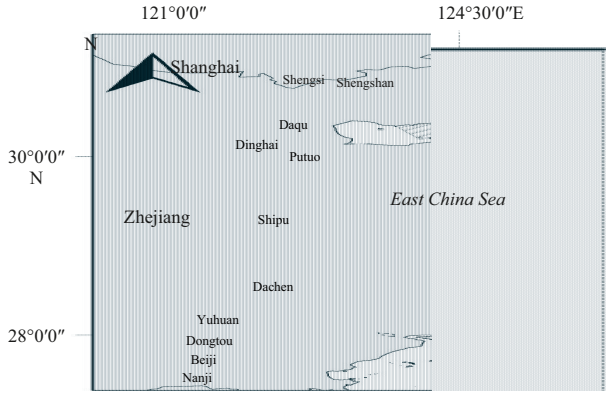 121°0′0″
124°30′0″E
N
Shanghai
Shengsi
Shengshan
Daqu
Dinghai
Putuo
30°0′0″
N
East China Sea
Zhejiang
Shipu
Dachen
Yuhuan
28°0′0″
Dongtou
Beiji
Nanji